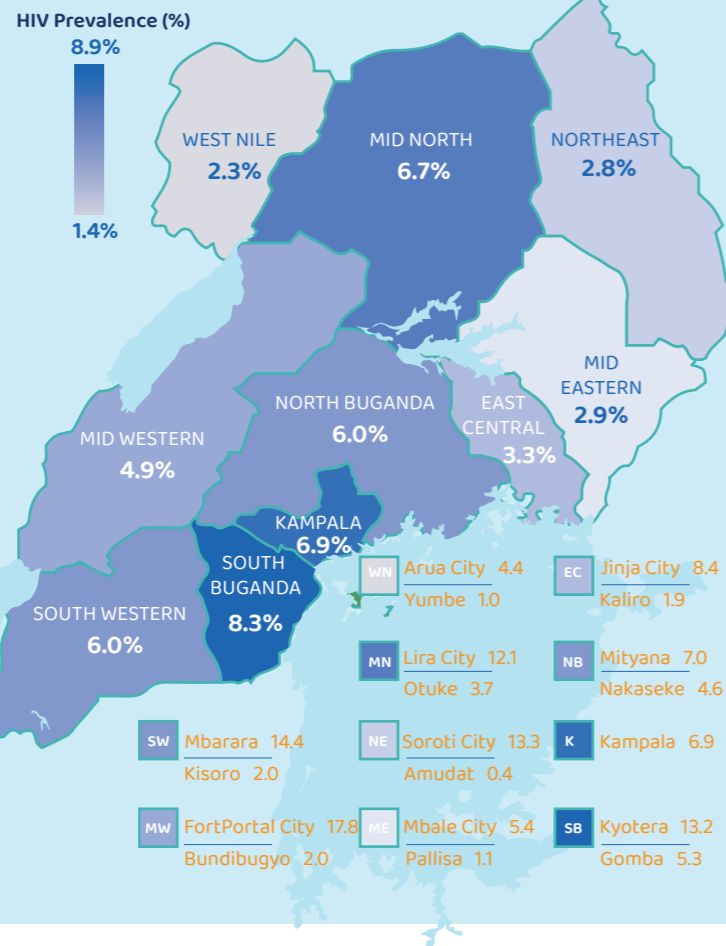 HIV Prevalence (%)
8.9%
1.4%
WEST NILE
2.3%
MID NORTH
6.7%
NORTHEAST
2.8%
MID
EASTERN
2.9%
NORTH BUGANDA
6.0%
EAST
CENTRAL
3.3%
MID WESTERN
4.9%
KAMPALA
6.9%
SOUTH
BUGANDA
8.3%
SOUTH WESTERN
6.0%
WN
Arua City 4.4
Yumbe 1.0
EC
Jinja City 8.4
Kaliro 1.9
MN
Lira City 12.1
Otuke 3.7
NB
Mityana 7.0
Nakaseke 4.6
SW
Mbarara 14.4
Kisoro 2.0
NE
Soroti City 13.3
Amudat 0.4
K
Kampala 6.9
MW
FortPortal City 17.8
Bundibugyo 2.0
ME
Mbale City 5.4
Pallisa 1.1
SB
Kyotera 13.2
Gomba 5.3